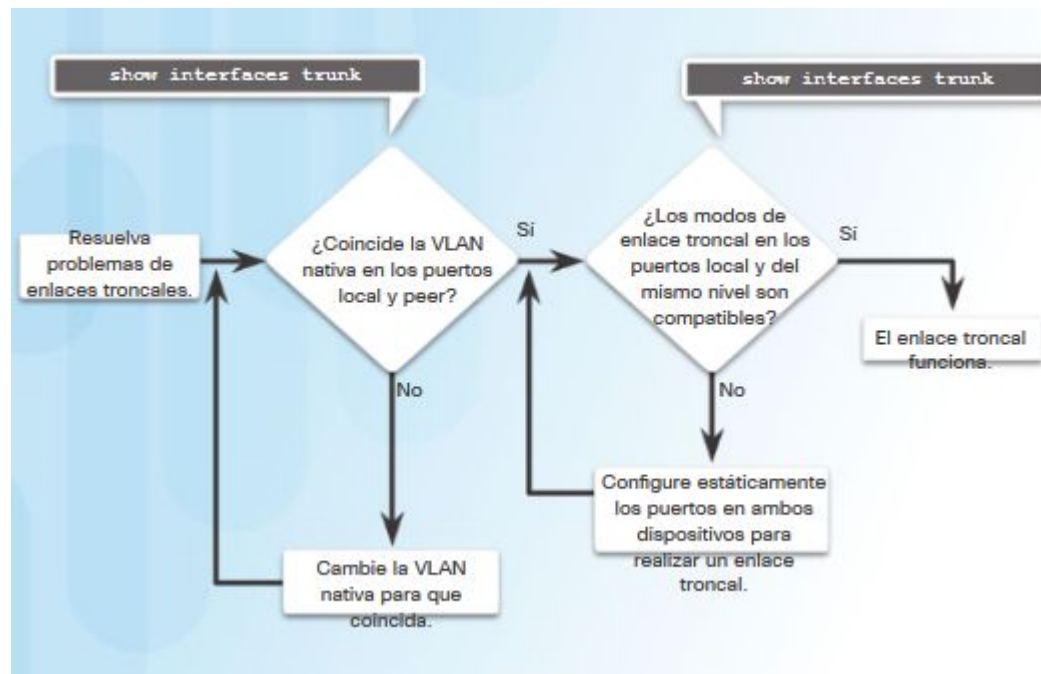 show interfaces trunk
show interfaces trunk
Resuelva
problemas de
enlaces troncales.
¿Coincide la VLAN
nativa en los puertos
local y peer?
Sí
¿Los modos de
enlace troncal en los
puertos local y del
mismo nivel son
compatibles?
Sí
El enlace troncal
funciona.
No
No
Cambie la VLAN
nativa para que
coincida.
Configure estáticamente
los puertos en ambos
dispositivos para
realizar un enlace
troncal.